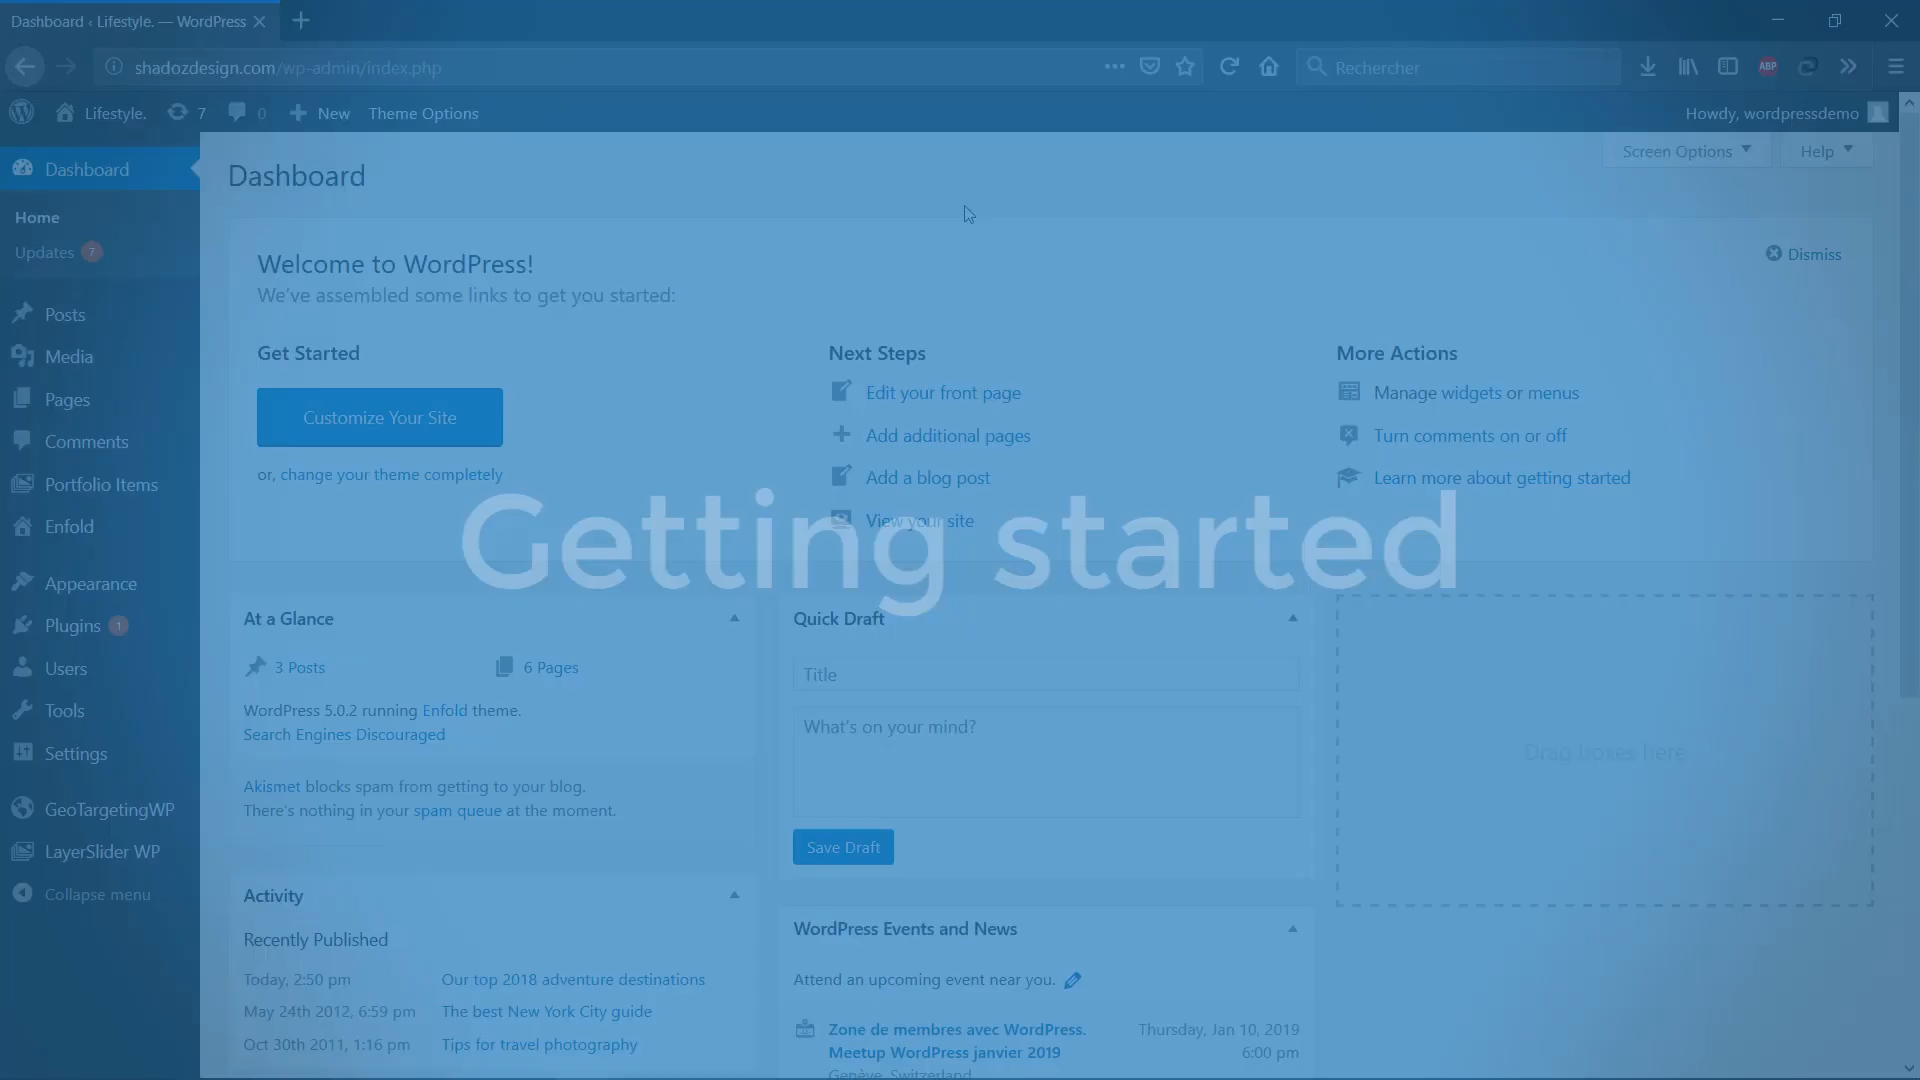 Dashboard ‹ Lifestyle. — WordPress
shadozdesign.com/wp-admin/index.php
Rechercher
ABP
Lifestyle.
7
0
New
Theme Options
Howdy, wordpressdemo
Dashboard
Home
Updates 7
Posts
Media
Pages
Comments
Portfolio Items
Enfold
Appearance
Plugins 1
Users
Tools
Settings
GeoTargetingWP
LayerSlider WP
Collapse menu
Screen Options
Help
Dashboard
Welcome to WordPress!
Dismiss
We've assembled some links to get you started:
Get Started
Customize Your Site
or, change your theme completely
Next Steps
Edit your front page
Add additional pages
Add a blog post
View your site
More Actions
Manage widgets or menus
Turn comments on or off
Learn more about getting started
Getting started
At a Glance
3 Posts
6 Pages
WordPress 5.0.2 running Enfold theme.
Search Engines Discouraged
Akismet blocks spam from getting to your blog.
There's nothing in your spam queue at the moment.
Activity
Recently Published
Today, 2:50 pm
Our top 2018 adventure destinations
May 24th 2012, 6:59 pm
The best New York City guide
Oct 30th 2011, 1:16 pm
Tips for travel photography
Quick Draft
Title
What's on your mind?
Save Draft
WordPress Events and News
Attend an upcoming event near you.
Zone de membres avec WordPress.
Meetup WordPress janvier 2019
Genève, Switzerland
Thursday, Jan 10, 2019
6:00 pm
Drag boxes here